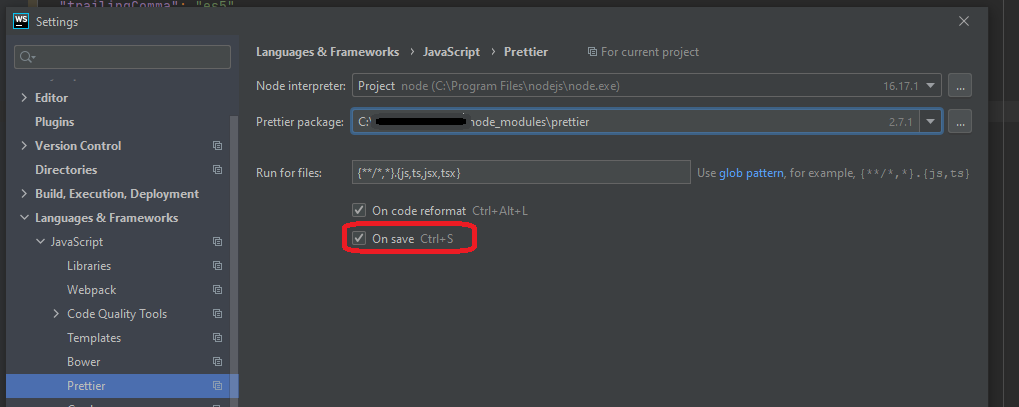 "trailingComma": "es5"
WS Settings
Languages & Frameworks › JavaScript › Prettier For current project
Node interpreter: Project node (C:\Program Files\nodejs\node.exe) 16.17.1 ...
Editor
Plugins
Prettier package: C:\ node_modules\prettier 2.7.1 ...
Version Control
Directories
Run for files: {**/*,*}.{js,ts,jsx,tsx} Use glob pattern, for example, {**/*,*}.{js,ts}
Build, Execution, Deployment
On code reformat Ctrl+Alt+L
Languages & Frameworks
On save Ctrl+S
JavaScript
Libraries
Webpack
Code Quality Tools
Templates
Bower
Prettier